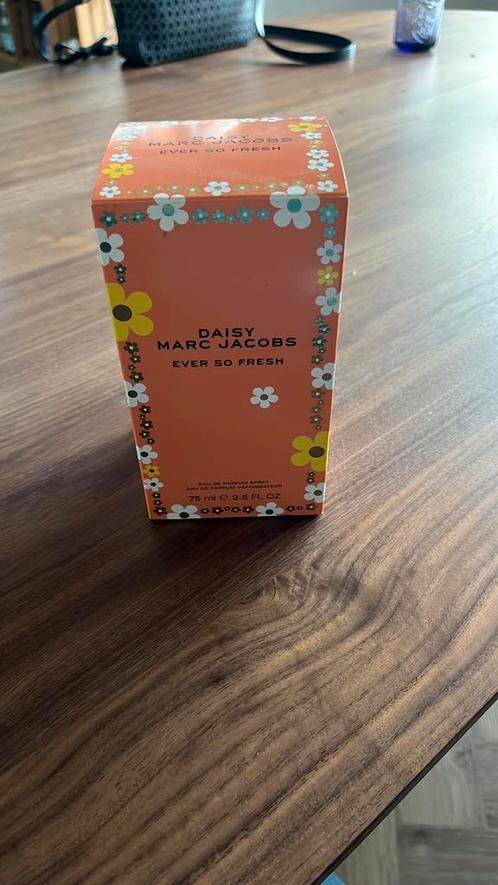 DAISY
MARC JACOBS
EVER SO FRESH
DAISY
MARC JACOBS
EVER SO FRESH
EAU DE PARFUM SPRAY
EAU DE PARFUM VAPORISATEUR
75 ml ℮ 2.5 FL OZ